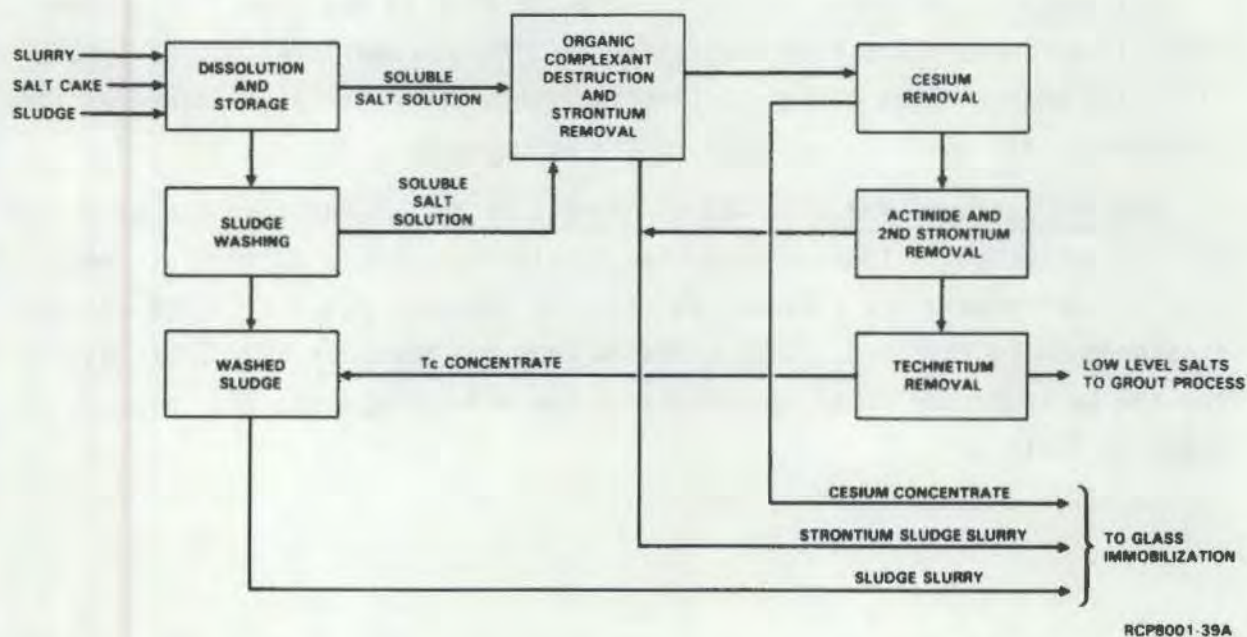 SLURRY
SALT CAKE
SLUDGE
DISSOLUTION
AND
STORAGE
SOLUBLE
SALT SOLUTION
ORGANIC
COMPLEXANT
DESTRUCTION
AND
STRONTIUM
REMOVAL
CESIUM
REMOVAL
SLUDGE
WASHING
SOLUBLE
SALT
SOLUTION
ACTINIDE AND
2ND STRONTIUM
REMOVAL
WASHED
SLUDGE
Tc CONCENTRATE
TECHNETIUM
REMOVAL
LOW LEVEL SALTS
TO GROUT PROCESS
CESIUM CONCENTRATE
STRONTIUM SLUDGE SLURRY
SLUDGE SLURRY
TO GLASS
IMMOBILIZATION
RCP8001-39A